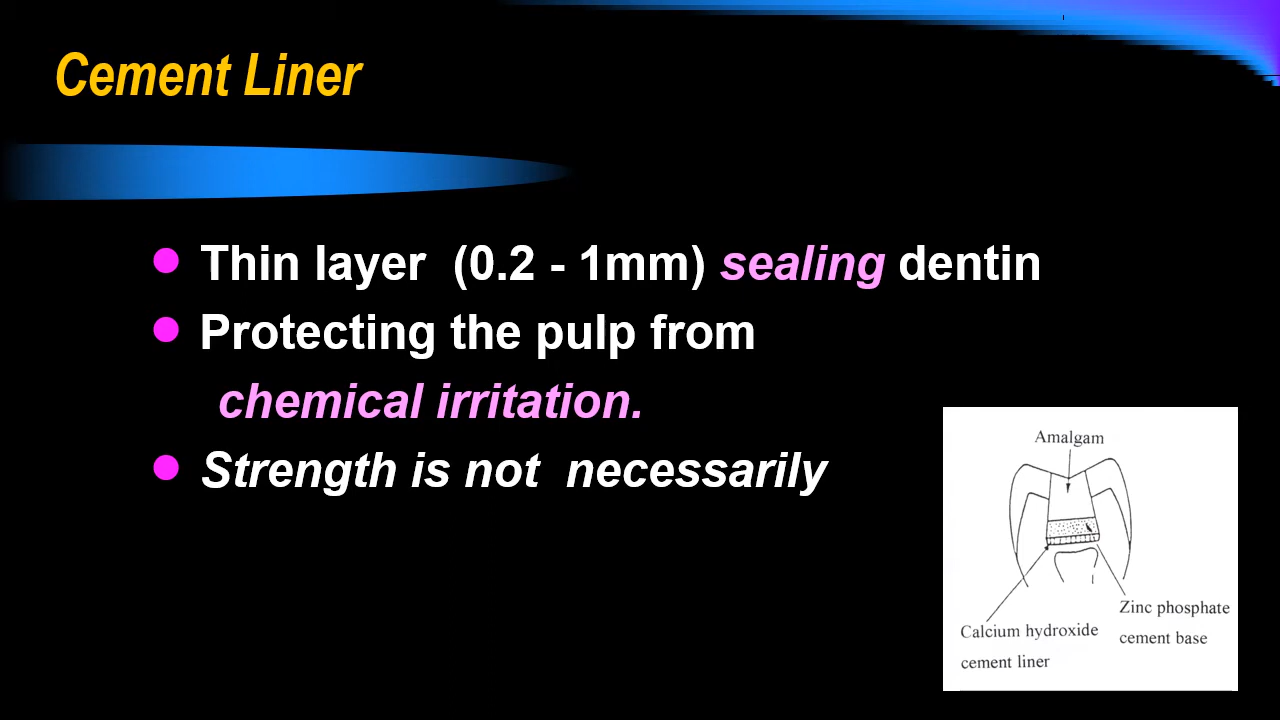 Cement Liner
Thin layer (0.2 - 1mm) sealing dentin
Protecting the pulp from
chemical irritation.
Strength is not necessarily
Amalgam
Zinc phosphate
cement base
Calcium hydroxide
cement liner